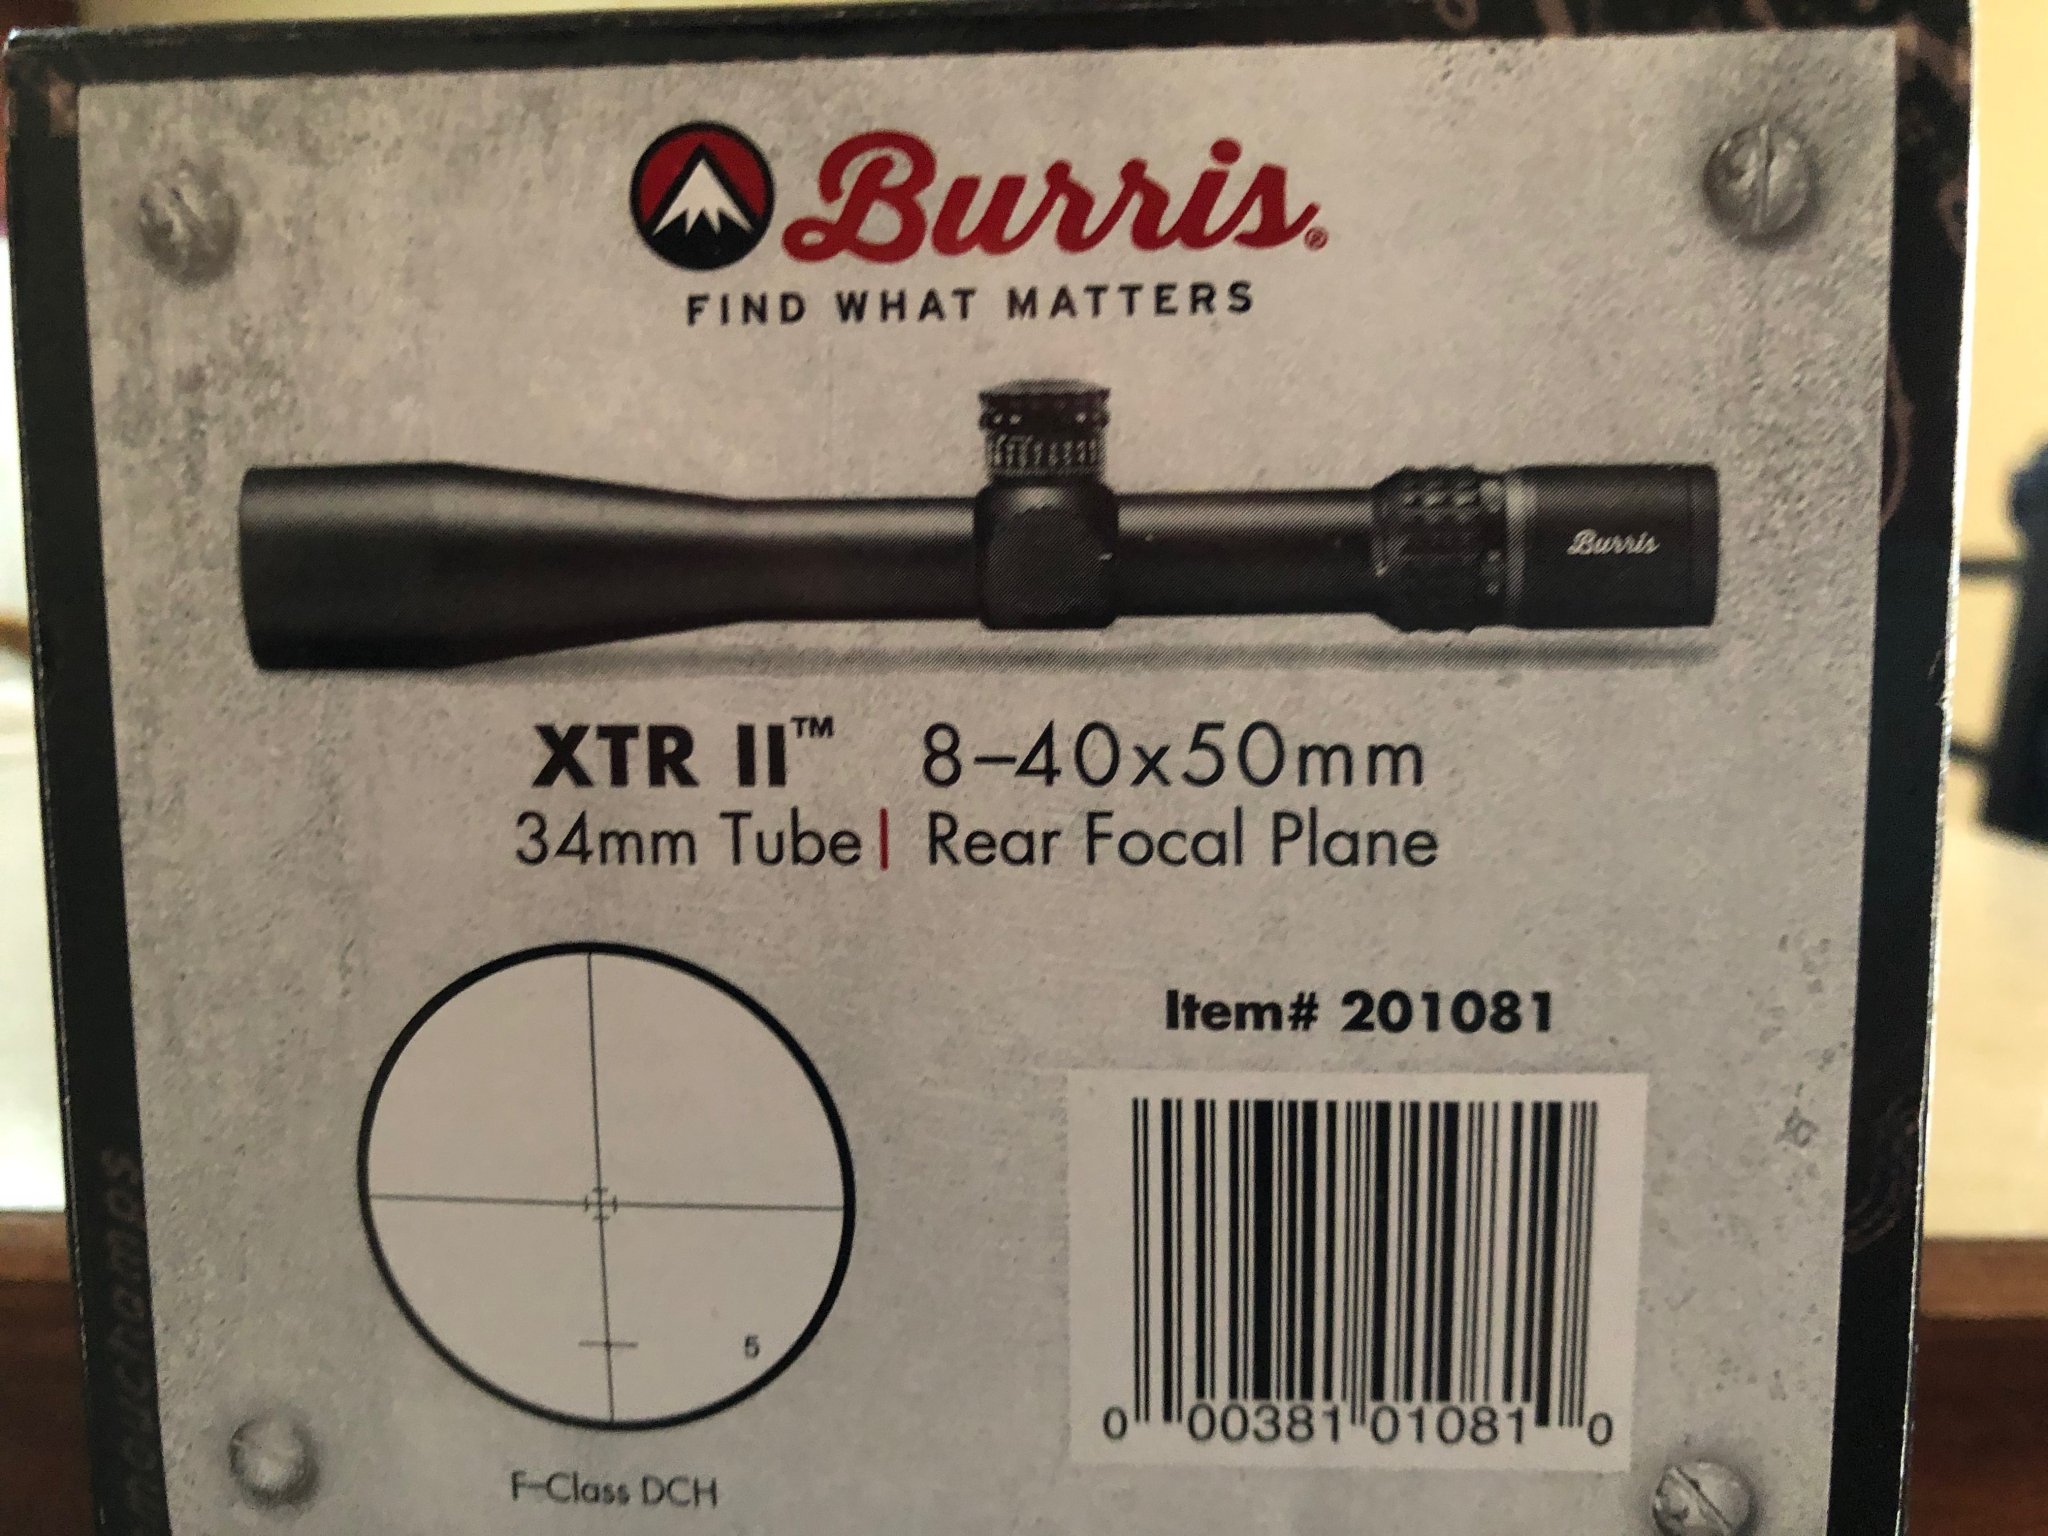 Burris®
FIND WHAT MATTERS
Burris
XTR II™ 8–40x50mm
34mm Tube | Rear Focal Plane
Item# 201081
5
F-Class DCH
0 00381 01081 0